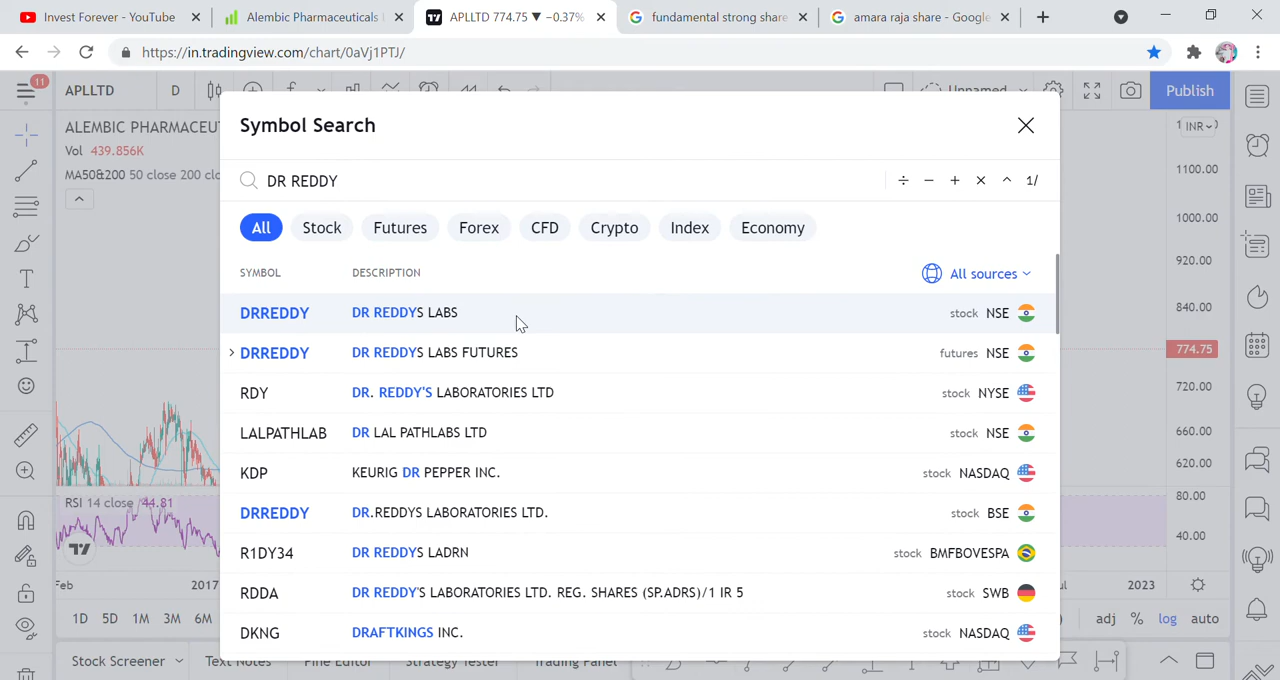 Invest Forever - YouTube
Alembic Pharmaceuticals
APLLTD 774.75 ▼ −0.37%
fundamental strong share
amara raja share - Google
https://in.tradingview.com/chart/0aVj1PTJ/
11
APLLTD
D
Unnamed
Publish
ALEMBIC PHARMACEUT
Vol 439.856K
MA50&200 50 close 200 clo
Symbol Search
DR REDDY
÷ − + × ^ 1/
All Stock Futures Forex CFD Crypto Index Economy
SYMBOL DESCRIPTION All sources
DRREDDY DR REDDYS LABS stock NSE
DRREDDY DR REDDYS LABS FUTURES futures NSE
RDY DR. REDDY'S LABORATORIES LTD stock NYSE
LALPATHLAB DR LAL PATHLABS LTD stock NSE
KDP KEURIG DR PEPPER INC. stock NASDAQ
DRREDDY DR.REDDYS LABORATORIES LTD. stock BSE
R1DY34 DR REDDYS LADRN stock BMFBOVESPA
RDDA DR REDDY'S LABORATORIES LTD. REG. SHARES (SP.ADRS)/1 IR 5 stock SWB
DKNG DRAFTKINGS INC. stock NASDAQ
INR
1100.00
1000.00
920.00
840.00
774.75
720.00
660.00
620.00
80.00
40.00
RSI 14 close 44.81
Feb 2017 2023
1D 5D 1M 3M 6M
adj % log auto
Stock Screener Text Notes Pine Editor Strategy Tester Trading Panel